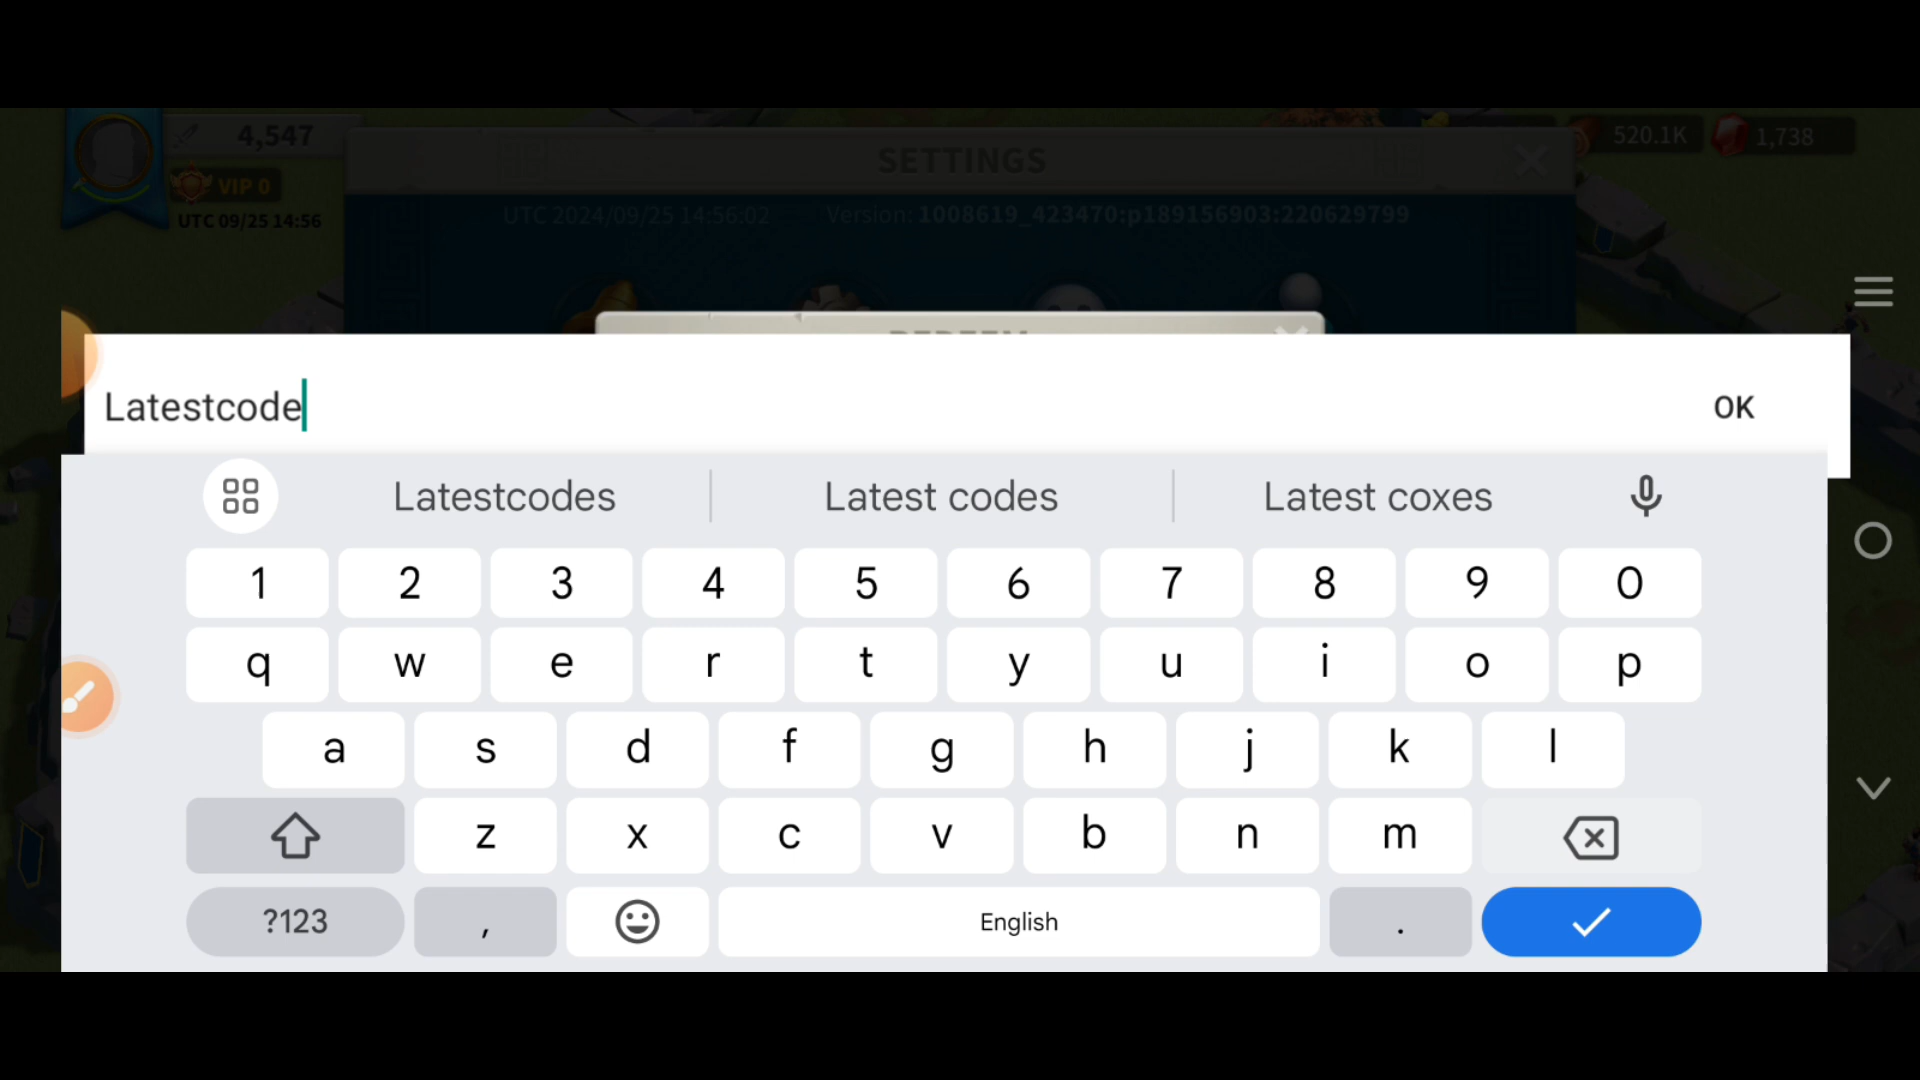 4,547
VIP 0
UTC 09/25 14:56
SETTINGS
520.1K
1,738
UTC 2024/09/25 14:56:02
Version: 1008619_423470:p189156903:220629799
REDEEM
Latestcode
OK
Latestcodes
Latest codes
Latest coxes
1 2 3 4 5 6 7 8 9 0
q w e r t y u i o p
a s d f g h j k l
z x c v b n m
?123 , English .